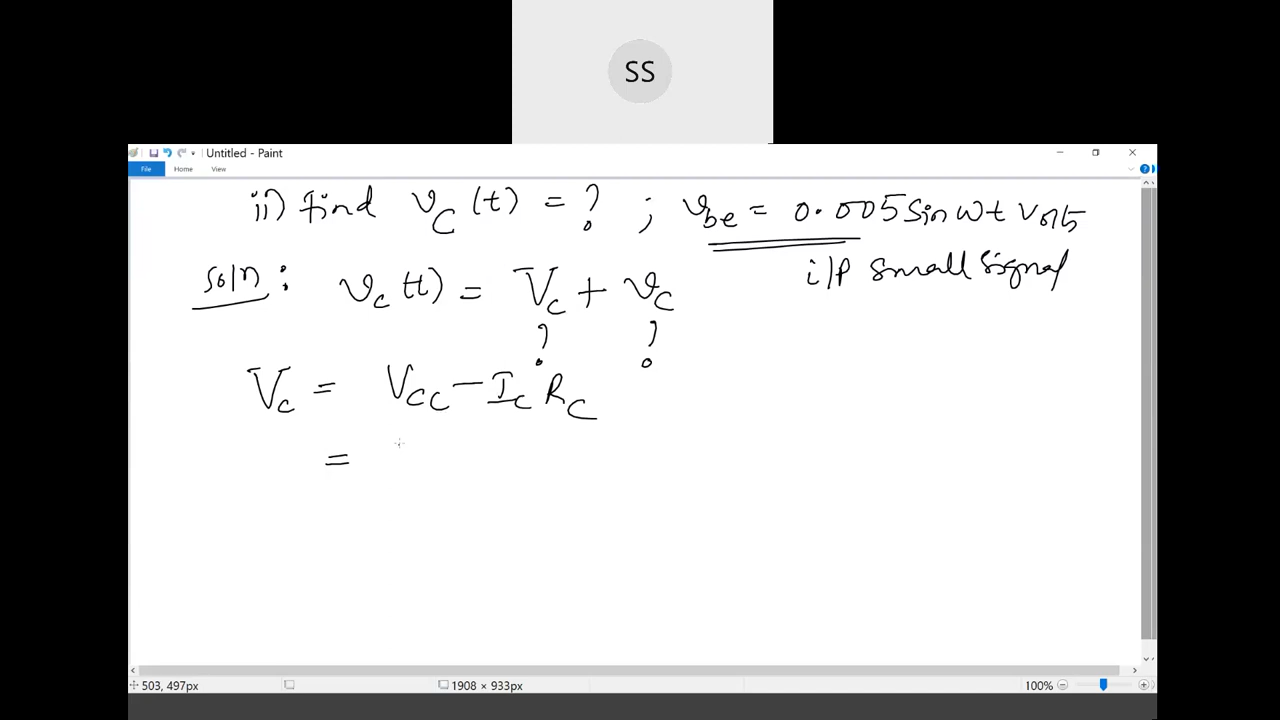 SS
Untitled - Paint
File Home View
ii) find v_C (t) = ? ; v_be = 0.005 Sin ωt Volts
i/p small signal
Soln : v_c (t) = V_c + v_c
? ?
V_c = V_CC - I_c R_C
=
503, 497px 1908 × 933px 100%